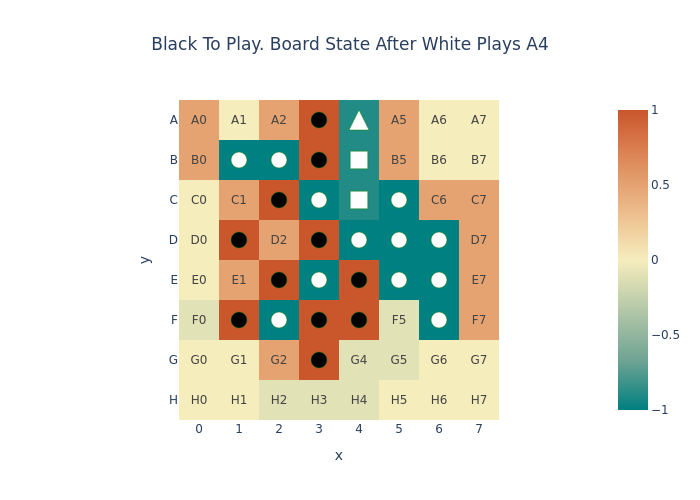 Black To Play. Board State After White Plays A4
A A0 A1 A2 A5 A6 A7
B B0 B5 B6 B7
C C0 C1 C6 C7
D D0 D2 D7
E E0 E1 E7
F F0 F5 F7
G G0 G1 G2 G4 G5 G6 G7
H H0 H1 H2 H3 H4 H5 H6 H7
0 1 2 3 4 5 6 7
x
y
1
0.5
0
−0.5
−1